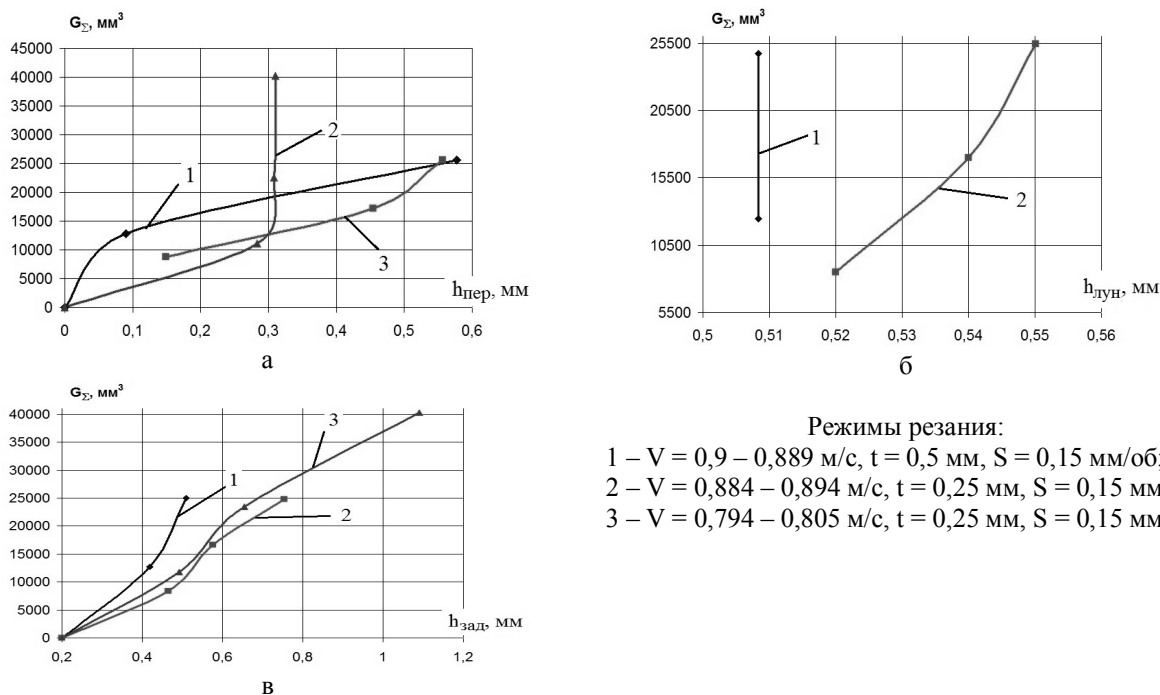 G_Σ, мм³
45000
40000
35000
30000
25000
20000
15000
10000
5000
0
1
2
3
h_пер, мм
0 0,1 0,2 0,3 0,4 0,5 0,6
а
G_Σ, мм³
25500
20500
15500
10500
5500
1
2
h_лун, мм
0,5 0,51 0,52 0,53 0,54 0,55 0,56
б
G_Σ, мм³
40000
35000
30000
25000
20000
15000
10000
5000
0
1
3
2
h_зад, мм
0,2 0,4 0,6 0,8 1 1,2
в
Режимы резания:
1 – V = 0,9 – 0,889 м/с, t = 0,5 мм, S = 0,15 мм/об;
2 – V = 0,884 – 0,894 м/с, t = 0,25 мм, S = 0,15 мм
3 – V = 0,794 – 0,805 м/с, t = 0,25 мм, S = 0,15 мм